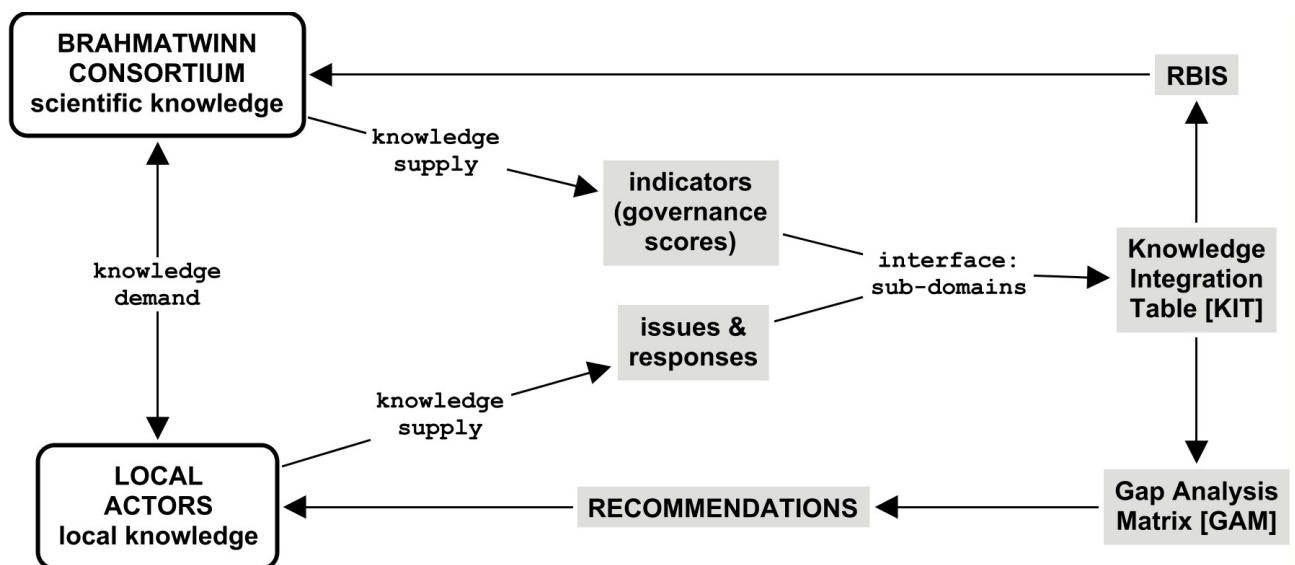 BRAHMATWINN
CONSORTIUM
scientific knowledge
RBIS
knowledge
supply
indicators
(governance
scores)
knowledge
demand
interface:
sub-domains
Knowledge
Integration
Table [KIT]
issues &
responses
knowledge
supply
LOCAL
ACTORS
local knowledge
RECOMMENDATIONS
Gap Analysis
Matrix [GAM]